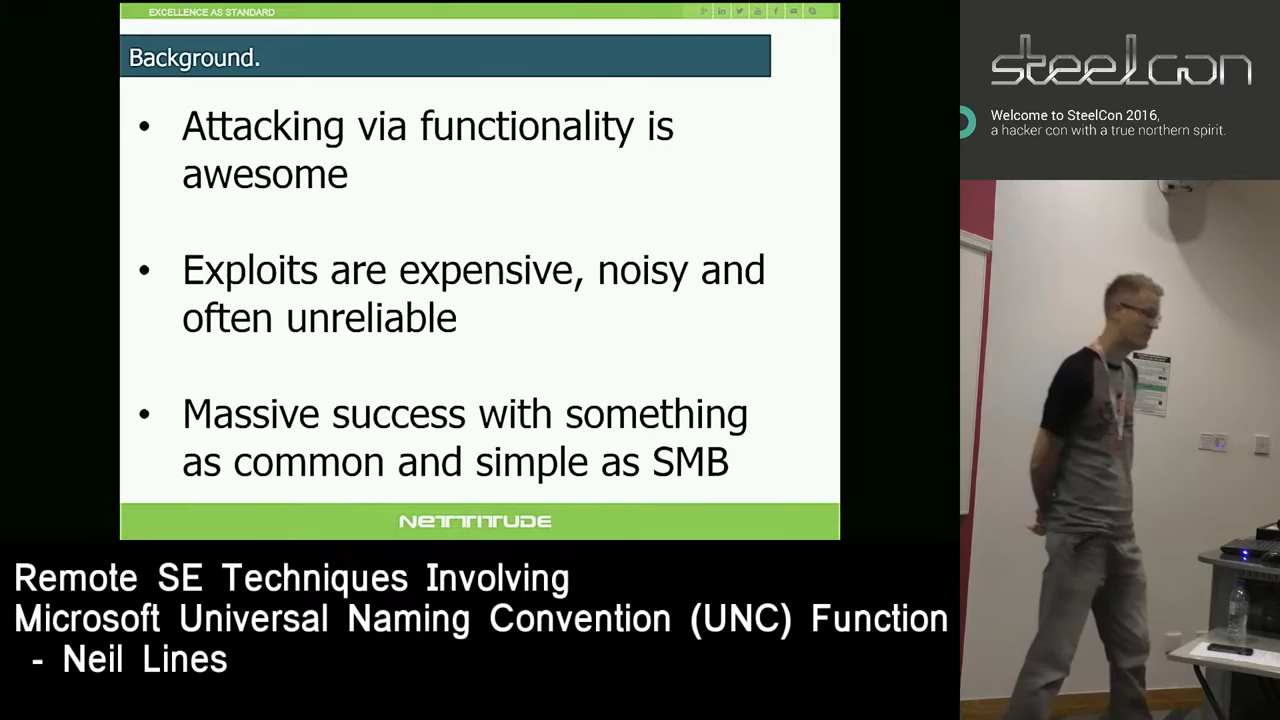 EXCELLENCE AS STANDARD
Background.
• Attacking via functionality is
awesome
• Exploits are expensive, noisy and
often unreliable
• Massive success with something
as common and simple as SMB
NETTITUDE
steelcon
Welcome to SteelCon 2016,
a hacker con with a true northern spirit.
Remote SE Techniques Involving
Microsoft Universal Naming Convention (UNC) Function
- Neil Lines